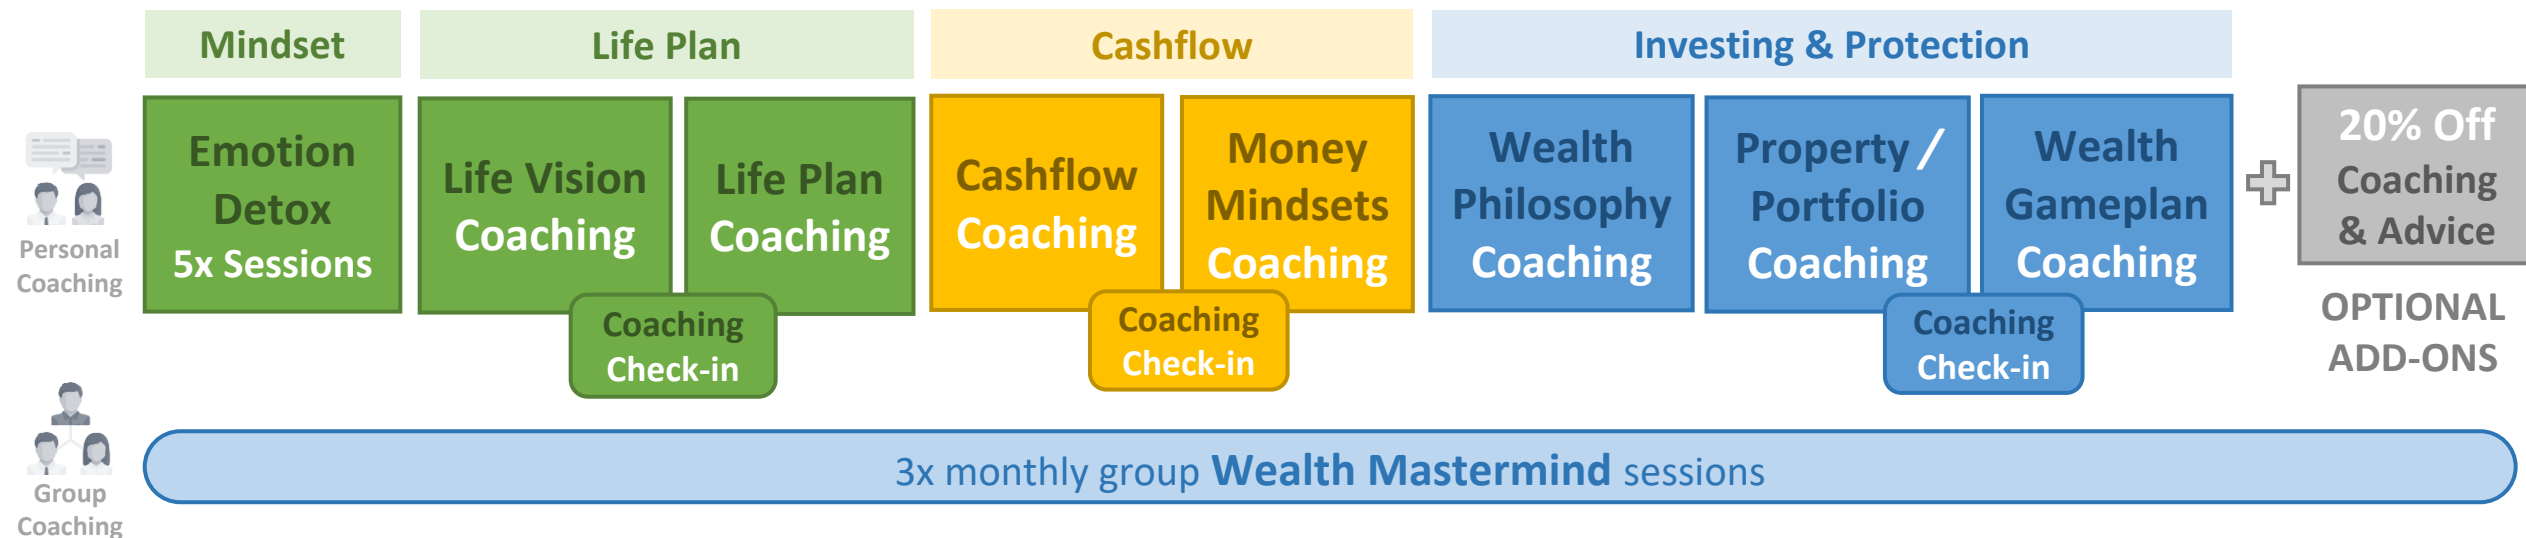 Mindset
Life Plan
Cashflow
Investing & Protection
Personal
Coaching
Emotion
Detox
5x Sessions
Life Vision
Coaching
Life Plan
Coaching
Coaching
Check-in
Cashflow
Coaching
Money
Mindsets
Coaching
Coaching
Check-in
Wealth
Philosophy
Coaching
Property /
Portfolio
Coaching
Wealth
Gameplan
Coaching
Coaching
Check-in
20% Off
Coaching
& Advice
OPTIONAL
ADD-ONS
Group
Coaching
3x monthly group Wealth Mastermind sessions